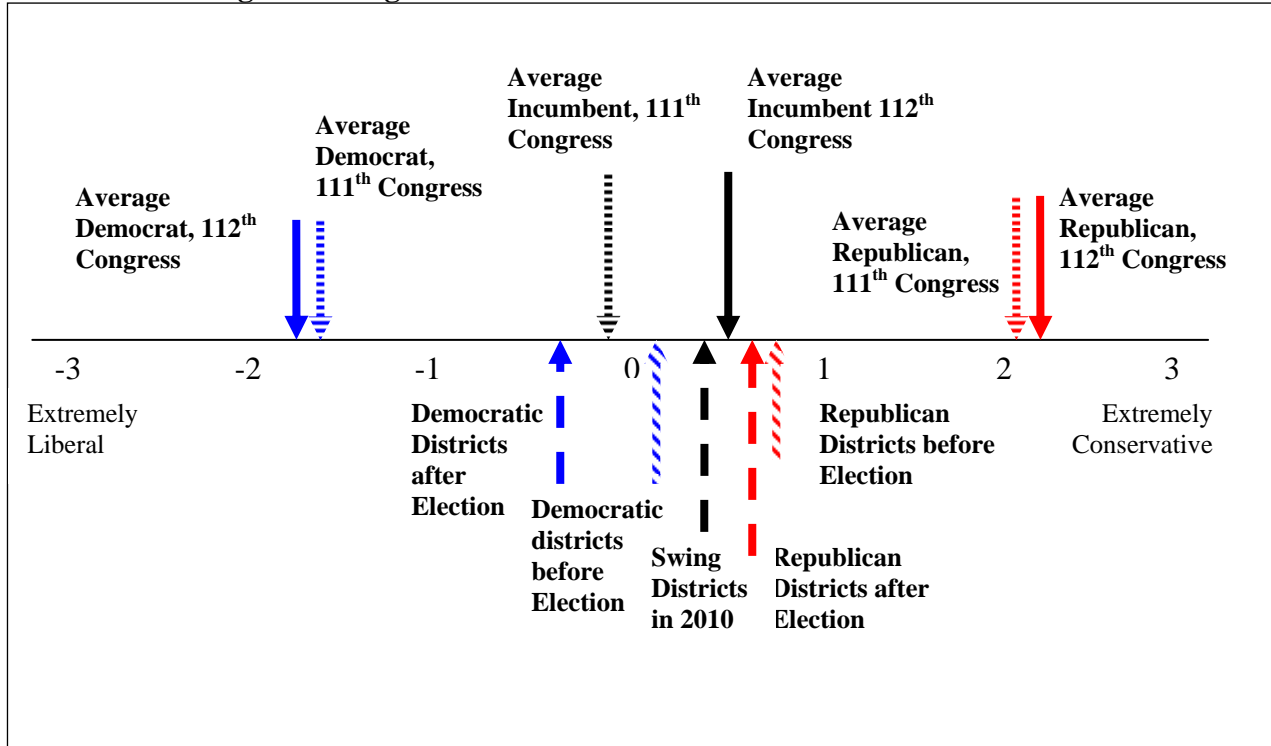 Average
Incumbent, 111th
Congress
Average
Incumbent 112th
Congress
Average
Democrat,
111th Congress
Average
Democrat, 112th
Congress
Average
Republican,
111th Congress
Average
Republican,
112th Congress
-3 -2 -1 0 1 2 3
Extremely
Liberal
Democratic
Districts
after
Election
Republican
Districts before
Election
Extremely
Conservative
Democratic
districts
before
Election
Swing
Districts
in 2010
Republican
Districts after
Election